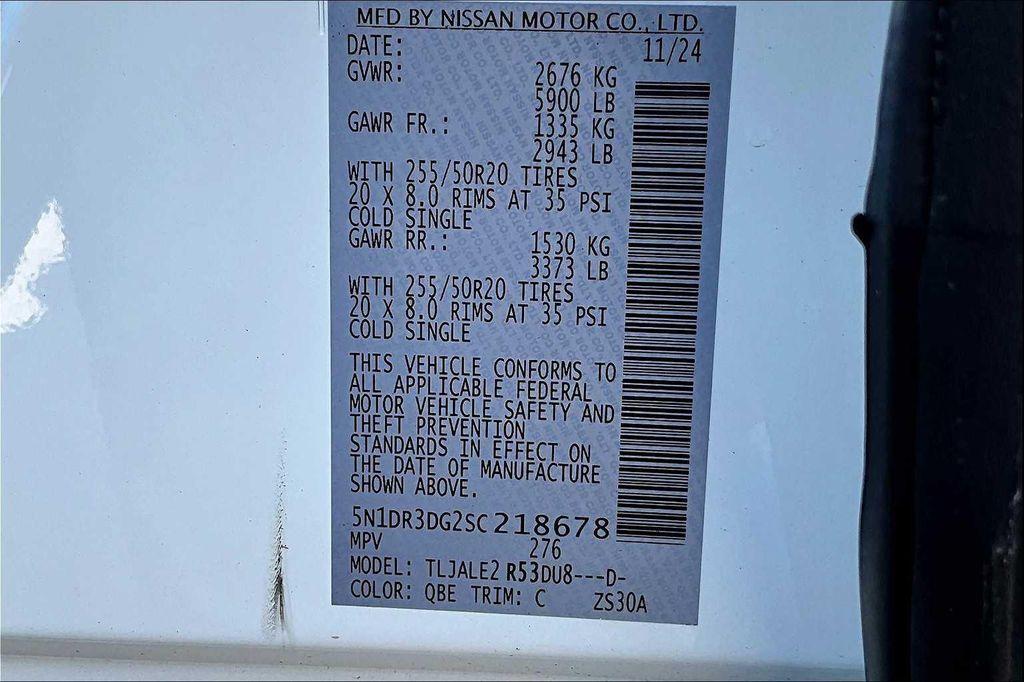 MFD BY NISSAN MOTOR CO., LTD.
DATE: 11/24
GVWR: 2676 KG
5900 LB
GAWR FR.: 1335 KG
2943 LB
WITH 255/50R20 TIRES
20 X 8.0 RIMS AT 35 PSI
COLD SINGLE
GAWR RR.: 1530 KG
3373 LB
WITH 255/50R20 TIRES
20 X 8.0 RIMS AT 35 PSI
COLD SINGLE
THIS VEHICLE CONFORMS TO
ALL APPLICABLE FEDERAL
MOTOR VEHICLE SAFETY AND
THEFT PREVENTION
STANDARDS IN EFFECT ON
THE DATE OF MANUFACTURE
SHOWN ABOVE.
5N1DR3DG2SC218678
MPV 276
MODEL: TLJALE2 R53DU8---D-
COLOR: QBE TRIM: C ZS30A